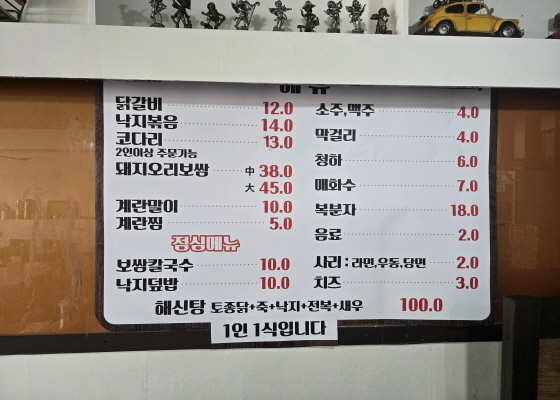 메뉴
닭갈비 12.0
낙지볶음 14.0
코다리 13.0
2인이상 주문가능
돼지오리보쌈 中 38.0
大 45.0
계란말이 10.0
계란찜 5.0
점심메뉴
보쌈칼국수 10.0
낙지덮밥 10.0
소주,맥주 4.0
막걸리 4.0
청하 6.0
매화수 7.0
복분자 18.0
음료 2.0
사리 : 라면,우동,당면 2.0
치즈 3.0
해신탕 토종닭+죽+낙지+전복+새우 100.0
1인 1식입니다